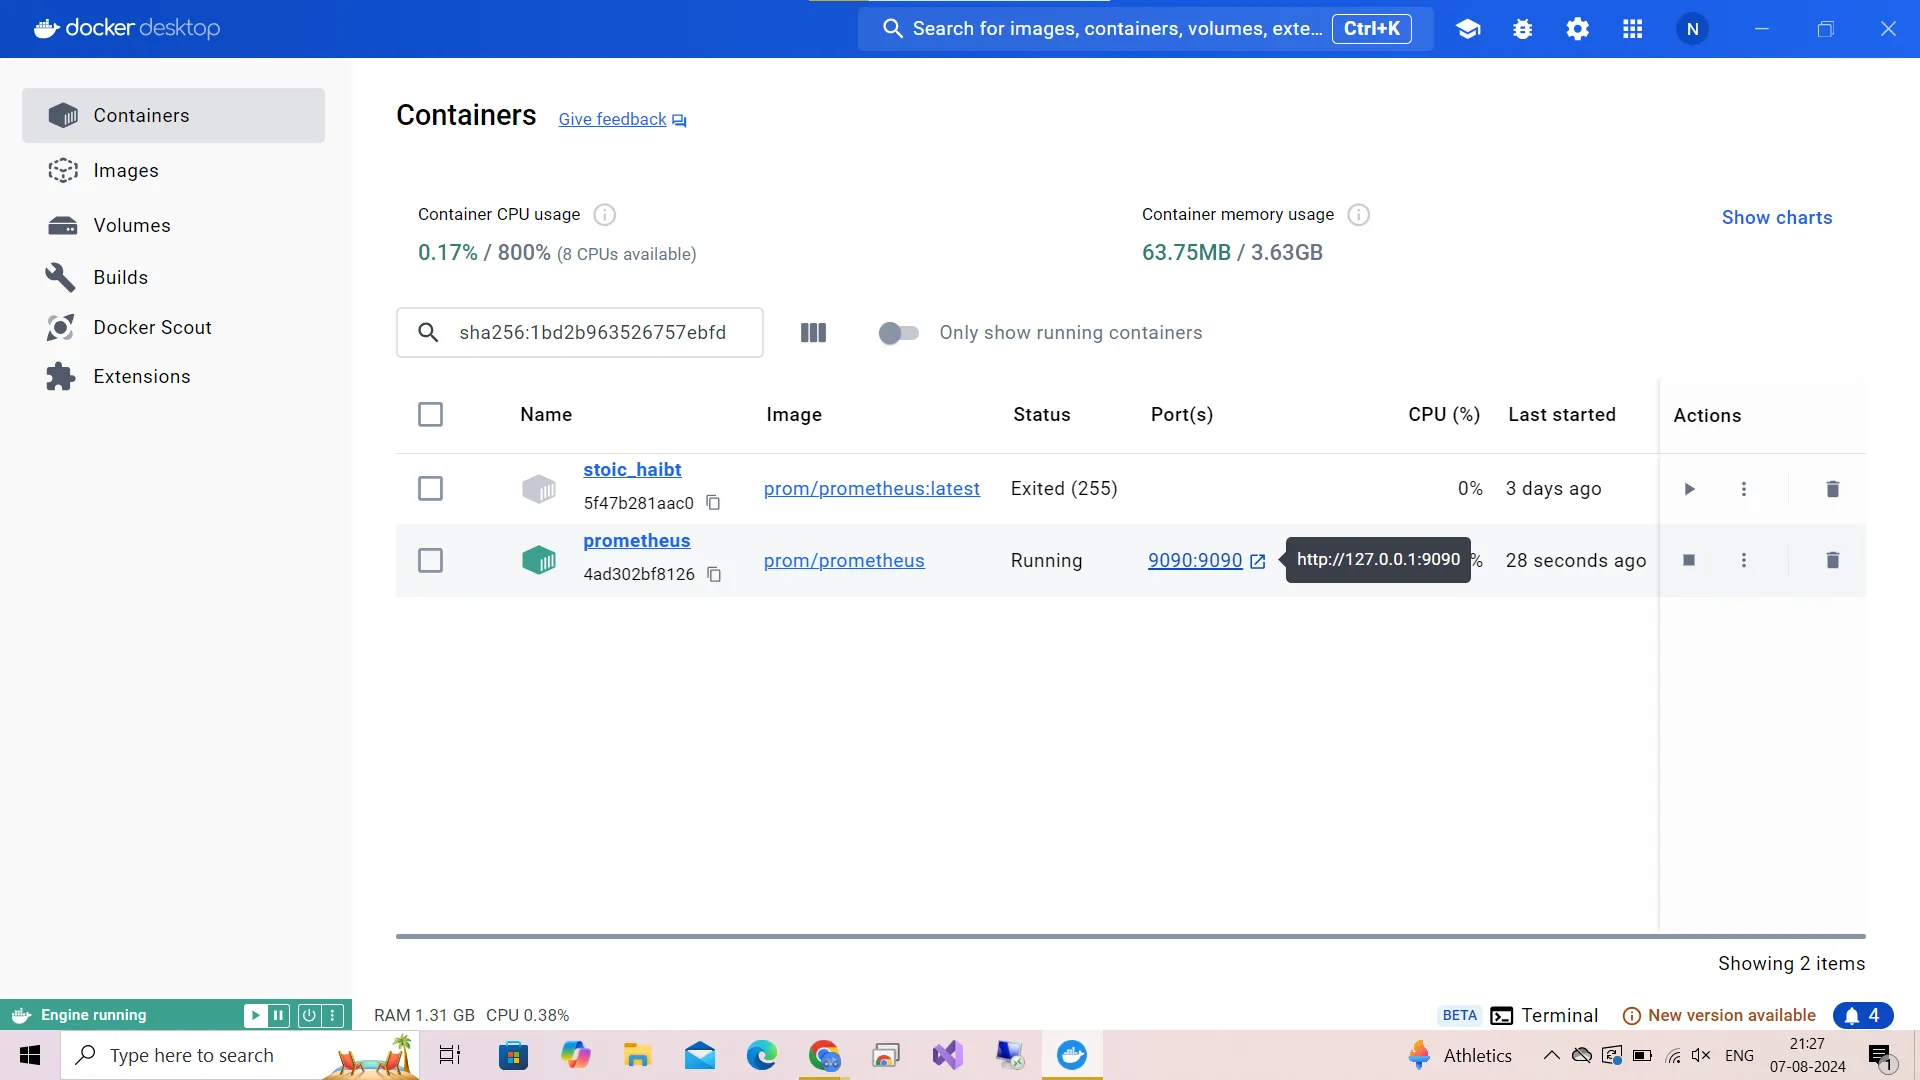 docker desktop
Search for images, containers, volumes, exte... Ctrl+K
N
Containers
Images
Volumes
Builds
Docker Scout
Extensions
Containers Give feedback
Container CPU usage
0.17% / 800% (8 CPUs available)
Container memory usage
63.75MB / 3.63GB
Show charts
sha256:1bd2b963526757ebfd
Only show running containers
Name Image Status Port(s) CPU (%) Last started Actions
stoic_haibt
5f47b281aac0
prom/prometheus:latest Exited (255) 0% 3 days ago
prometheus
4ad302bf8126
prom/prometheus Running 9090:9090 http://127.0.0.1:9090 % 28 seconds ago
Showing 2 items
Engine running RAM 1.31 GB CPU 0.38% BETA Terminal New version available 4
Type here to search Athletics ENG
21:27
07-08-2024
1